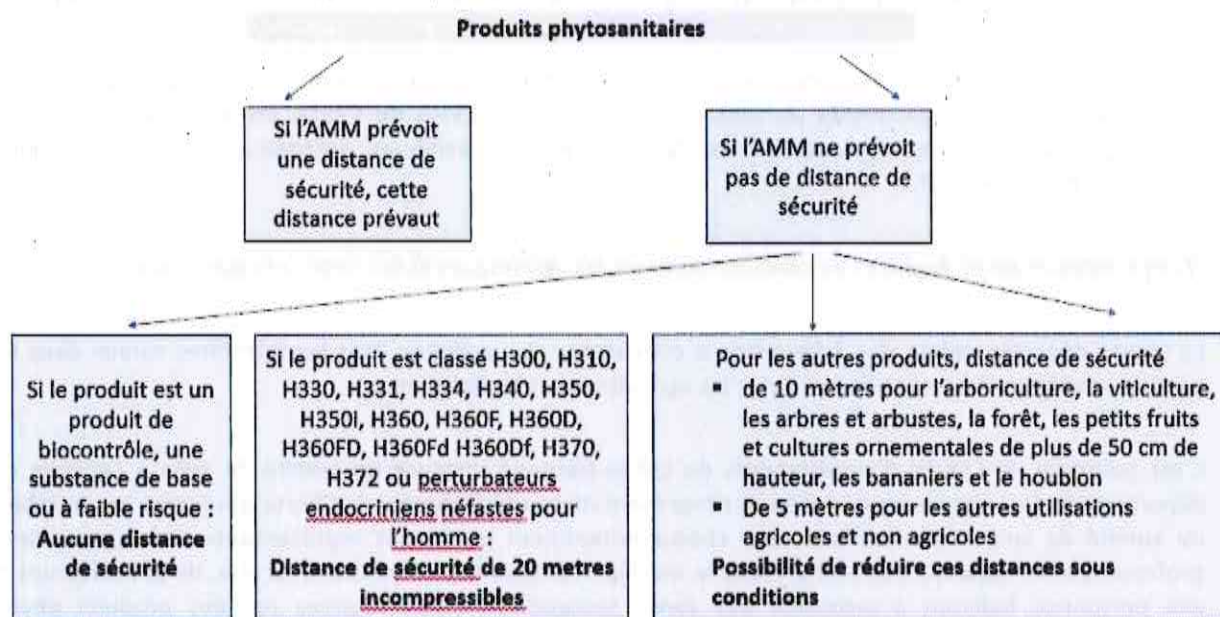 Produits phytosanitaires
Si l'AMM prévoit
une distance de
sécurité, cette
distance prévaut
Si l'AMM ne prévoit
pas de distance de
sécurité
Si le produit est un
produit de
biocontrôle, une
substance de base
ou à faible risque :
Aucune distance
de sécurité
Si le produit est classé H300, H310,
H330, H331, H334, H340, H350,
H350i, H360, H360F, H360D,
H360FD, H360Fd H360Df, H370,
H372 ou perturbateurs
endocriniens néfastes pour
l'homme :
Distance de sécurité de 20 metres
incompressibles
Pour les autres produits, distance de sécurité
▪ de 10 mètres pour l'arboriculture, la viticulture,
les arbres et arbustes, la forêt, les petits fruits
et cultures ornementales de plus de 50 cm de
hauteur, les bananiers et le houblon
▪ De 5 mètres pour les autres utilisations
agricoles et non agricoles
Possibilité de réduire ces distances sous
conditions